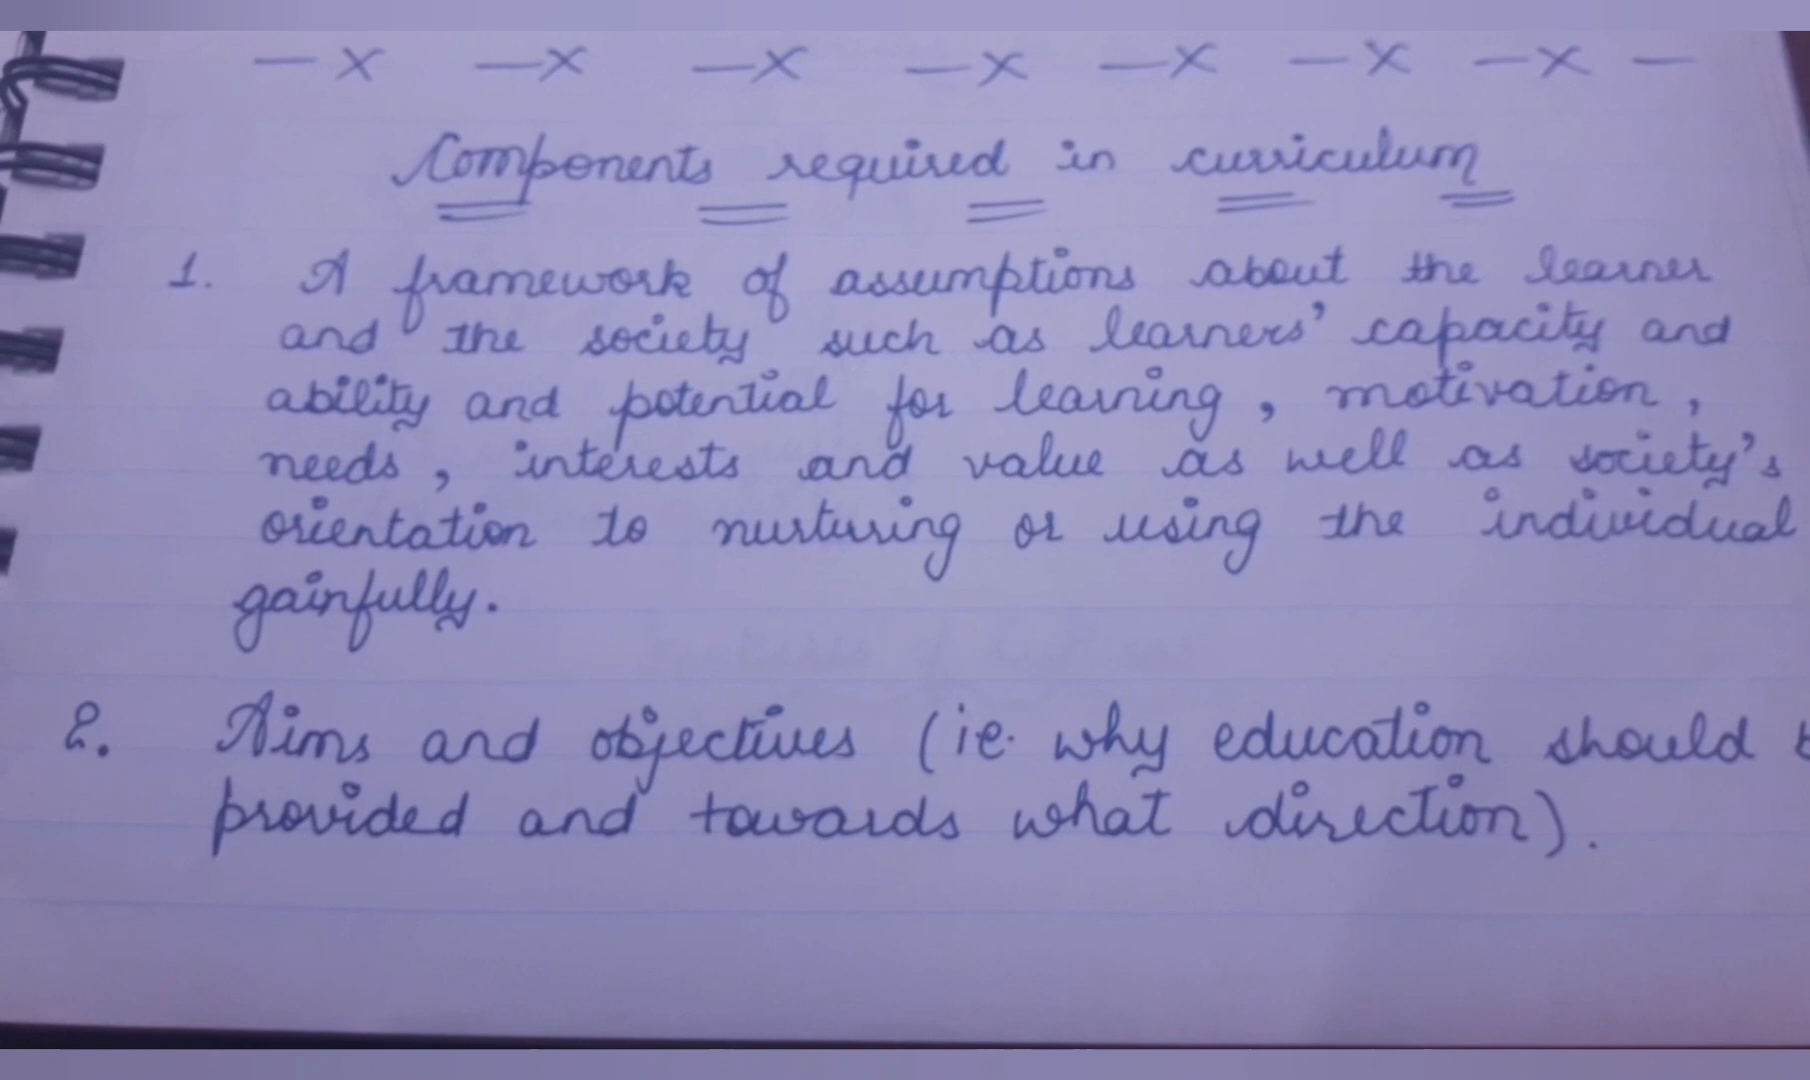 — x — x — x — x — x — x — x —
Components required in curriculum
1. A framework of assumptions about the learner
and the society such as learners' capacity and
ability and potential for learning, motivation,
needs, interests and value as well as society's
orientation to nurturing or using the individual
gainfully.
2. Aims and objectives (ie. why education should
provided and towards what direction).